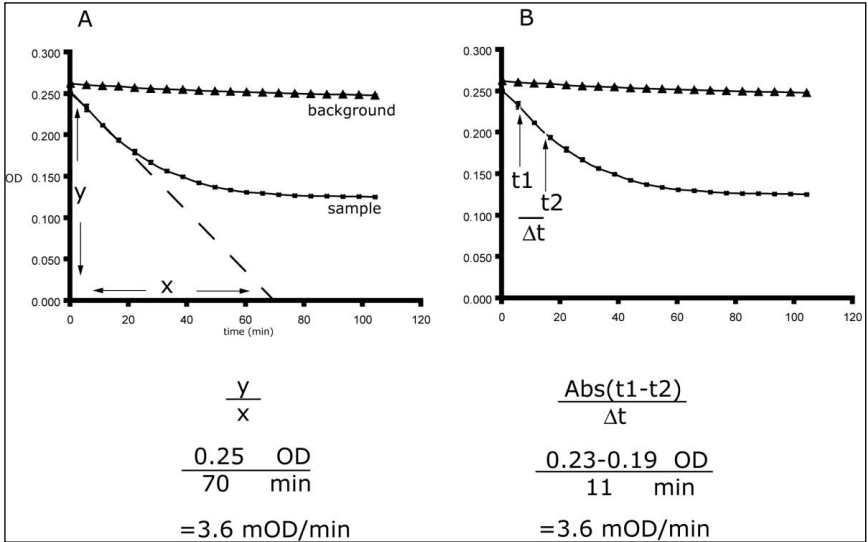 A
0.300
0.250
0.200
0.150
0.100
0.050
0.000
OD
y
x
background
sample
0 20 40 60 80 100 120
time (min)
y
x
0.25 OD
70 min
=3.6 mOD/min
B
0.300
0.250
0.200
0.150
0.100
0.050
0.000
t1
t2
Δt
0 20 40 60 80 100 120
Abs(t1-t2)
Δt
0.23-0.19 OD
11 min
=3.6 mOD/min